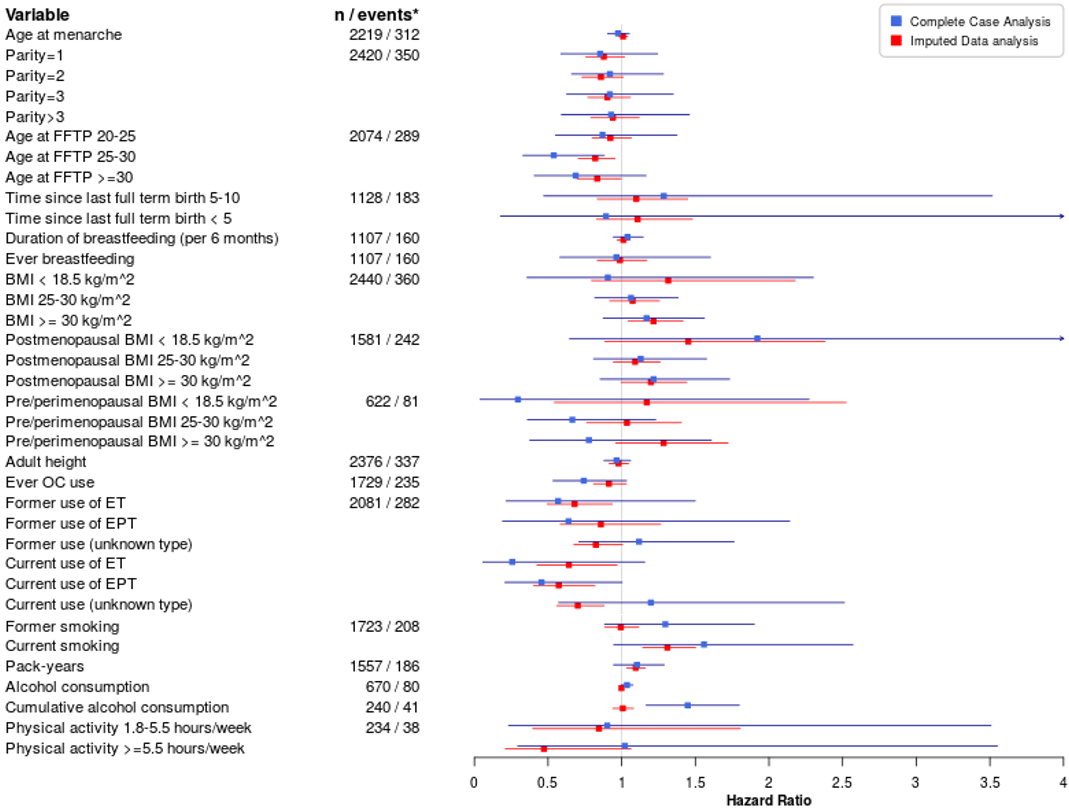 Variable n / events*
Complete Case Analysis
Age at menarche 2219 / 312
Imputed Data analysis
Parity=1 2420 / 350
Parity=2
Parity=3
Parity>3
Age at FFTP 20-25 2074 / 289
Age at FFTP 25-30
Age at FFTP >=30
Time since last full term birth 5-10 1128 / 183
Time since last full term birth < 5
Duration of breastfeeding (per 6 months) 1107 / 160
Ever breastfeeding 1107 / 160
BMI < 18.5 kg/m^2 2440 / 360
BMI 25-30 kg/m^2
BMI >= 30 kg/m^2
Postmenopausal BMI < 18.5 kg/m^2 1581 / 242
Postmenopausal BMI 25-30 kg/m^2
Postmenopausal BMI >= 30 kg/m^2
Pre/perimenopausal BMI < 18.5 kg/m^2 622 / 81
Pre/perimenopausal BMI 25-30 kg/m^2
Pre/perimenopausal BMI >= 30 kg/m^2
Adult height 2376 / 337
Ever OC use 1729 / 235
Former use of ET 2081 / 282
Former use of EPT
Former use (unknown type)
Current use of ET
Current use of EPT
Current use (unknown type)
Former smoking 1723 / 208
Current smoking
Pack-years 1557 / 186
Alcohol consumption 670 / 80
Cumulative alcohol consumption 240 / 41
Physical activity 1.8-5.5 hours/week 234 / 38
Physical activity >=5.5 hours/week
0 0.5 1 1.5 2 2.5 3 3.5 4
Hazard Ratio